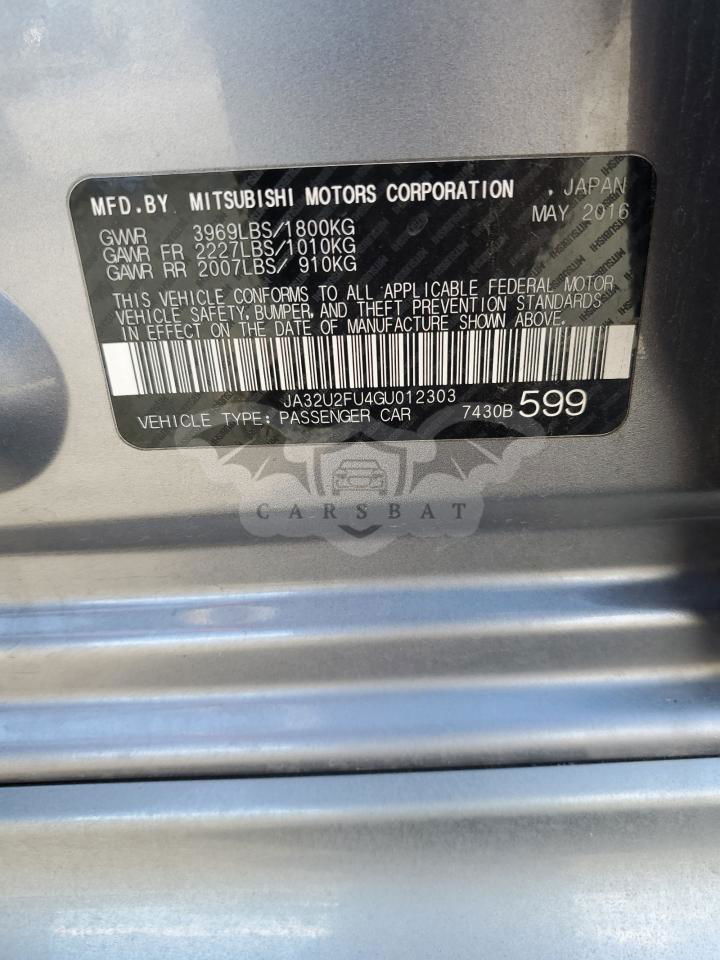 MFD.BY MITSUBISHI MOTORS CORPORATION , JAPAN
MAY 2016
GVWR 3969LBS/1800KG
GAWR FR 2227LBS/1010KG
GAWR RR 2007LBS/ 910KG
THIS VEHICLE CONFORMS TO ALL APPLICABLE FEDERAL MOTOR
VEHICLE SAFETY, BUMPER, AND THEFT PREVENTION STANDARDS
IN EFFECT ON THE DATE OF MANUFACTURE SHOWN ABOVE.
JA32U2FU4GU012303
VEHICLE TYPE: PASSENGER CAR 7430B 599
CARSBAT